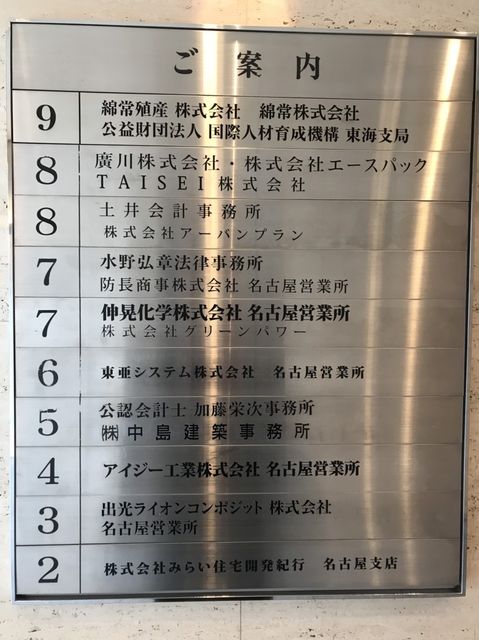 ご案内
9 綿常殖産 株式会社 綿常株式会社
公益財団法人 国際人材育成機構 東海支局
8 廣川株式会社・株式会社エースパック
TAISEI株式会社
8 土井会計事務所
株式会社アーバンプラン
7 水野弘章法律事務所
防長商事株式会社 名古屋営業所
7 伸晃化学株式会社 名古屋営業所
株式会社グリーンパワー
6 東亜システム株式会社 名古屋営業所
5 公認会計士 加藤栄次事務所
㈱中島建築事務所
4 アイジー工業株式会社 名古屋営業所
3 出光ライオンコンポジット 株式会社
名古屋営業所
2 株式会社みらい住宅開発紀行 名古屋支店